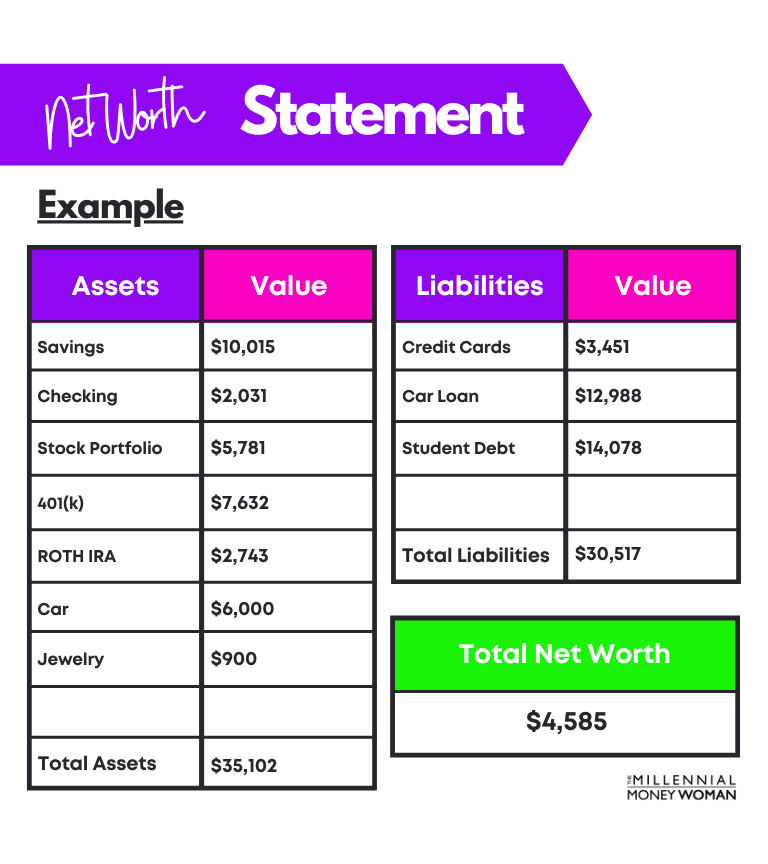 Net Worth Statement
Example
Assets Value
Savings $10,015
Checking $2,031
Stock Portfolio $5,781
401(k) $7,632
ROTH IRA $2,743
Car $6,000
Jewelry $900
Total Assets $35,102
Liabilities Value
Credit Cards $3,451
Car Loan $12,988
Student Debt $14,078
Total Liabilities $30,517
Total Net Worth
$4,585
THE MILLENNIAL
MONEY WOMAN